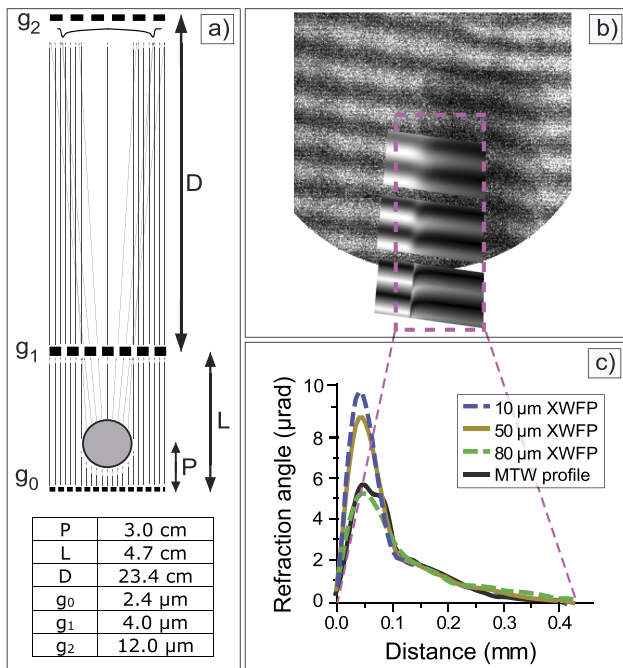 a)
g₂
D
g₁
L
P
g₀
P 3.0 cm
L 4.7 cm
D 23.4 cm
g₀ 2.4 µm
g₁ 4.0 µm
g₂ 12.0 µm
b)
c)
Refraction angle (µrad)
10
8
6
4
2
0
10 µm XWFP
50 µm XWFP
80 µm XWFP
MTW profile
0.0 0.1 0.2 0.3 0.4
Distance (mm)